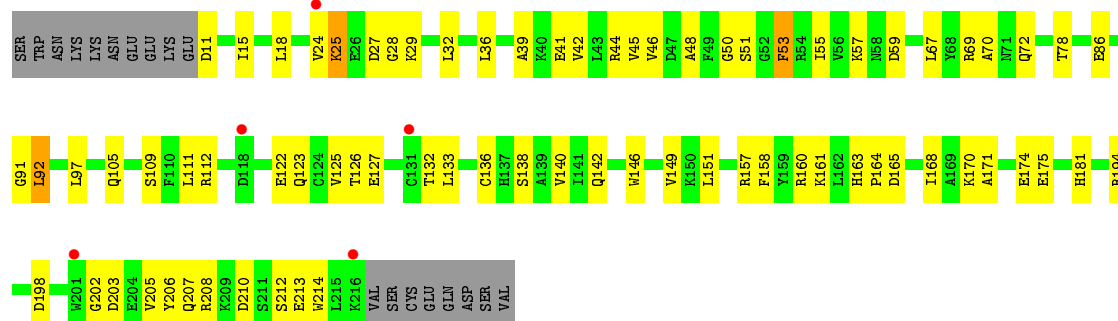 SER TRP ASN LYS LYS ASN GLU GLU LYS GLU D11 I15 L18 V24 K25 E26 D27 G28 K29 L32 L36 A39 K40 E41 V42 L43 R44 V45 V46 D47 A48 F49 G50 S51 G52 F53 R54 I55 V56 K57 N58 D59 L67 Y68 R69 A70 N71 Q72 T78 E86
G91 L92 L97 Q105 S109 F110 L111 R112 D118 E122 Q123 C124 V125 T126 E127 C131 T132 L133 C136 H137 S138 A139 V140 I141 Q142 W146 V149 K150 L151 R157 F158 Y159 R160 K161 L162 H163 P164 D165 I168 A169 K170 A171 E174 E175 H181
D198 W201 G202 D203 E204 V205 Y206 Q207 R208 K209 D210 S211 S212 E213 W214 L215 K216 VAL SER CYS GLU GLN ASP SER VAL